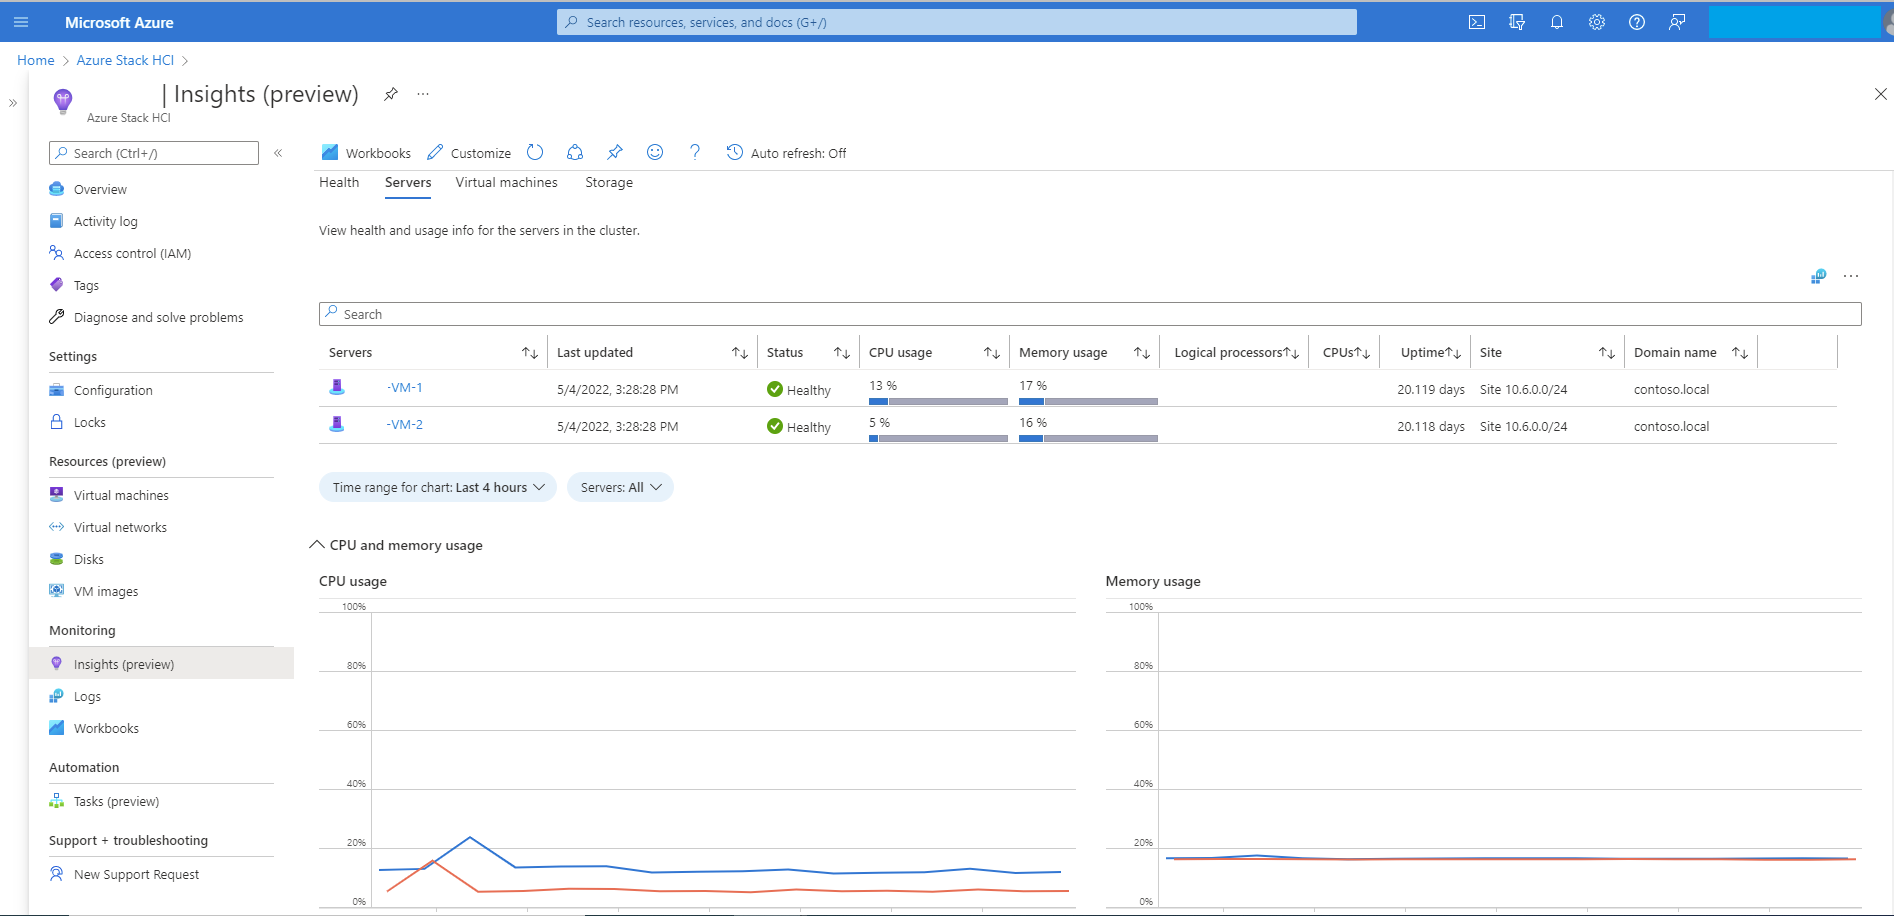 Microsoft Azure
Search resources, services, and docs (G+/)
Home > Azure Stack HCI >
| Insights (preview) ...
Azure Stack HCI
Search (Ctrl+/)
Overview
Activity log
Access control (IAM)
Tags
Diagnose and solve problems
Settings
Configuration
Locks
Resources (preview)
Virtual machines
Virtual networks
Disks
VM images
Monitoring
Insights (preview)
Logs
Workbooks
Automation
Tasks (preview)
Support + troubleshooting
New Support Request
Workbooks Customize Auto refresh: Off
Health Servers Virtual machines Storage
View health and usage info for the servers in the cluster.
Search
Servers Last updated Status CPU usage Memory usage Logical processors CPUs Uptime Site Domain name
-VM-1 5/4/2022, 3:28:28 PM Healthy 13 % 17 % 20.119 days Site 10.6.0.0/24 contoso.local
-VM-2 5/4/2022, 3:28:28 PM Healthy 5 % 16 % 20.118 days Site 10.6.0.0/24 contoso.local
Time range for chart: Last 4 hours Servers: All
CPU and memory usage
CPU usage
100%
80%
60%
40%
20%
0%
Memory usage
100%
80%
60%
40%
20%
0%